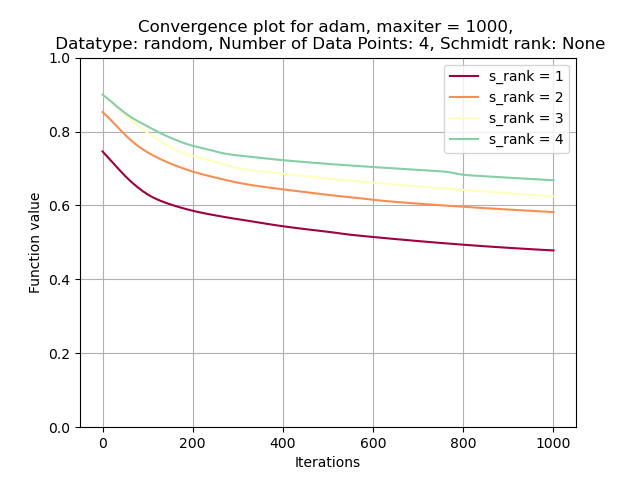 Convergence plot for adam, maxiter = 1000,
Datatype: random, Number of Data Points: 4, Schmidt rank: None
1.0
s_rank = 1
s_rank = 2
s_rank = 3
s_rank = 4
0.8
0.6
0.4
0.2
0.0
Function value
0 200 400 600 800 1000
Iterations